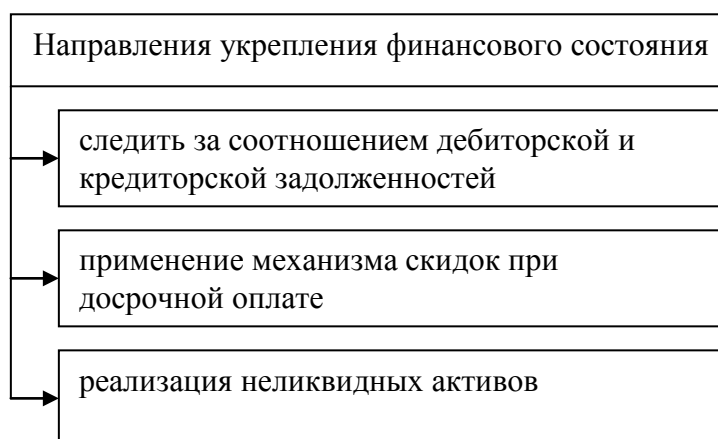 Направления укрепления финансового состояния
следить за соотношением дебиторской и
кредиторской задолженностей
применение механизма скидок при
досрочной оплате
реализация неликвидных активов